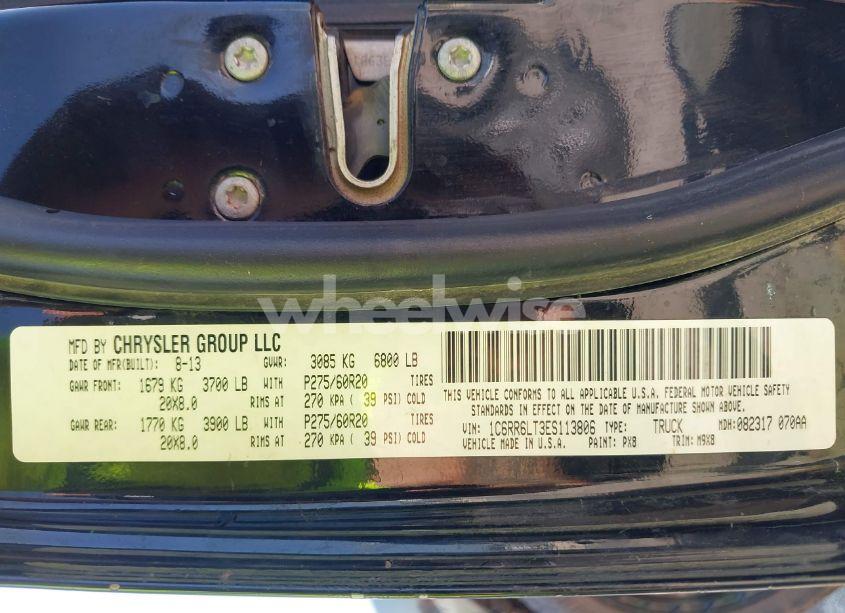 wheelwise
MFD BY CHRYSLER GROUP LLC
DATE OF MFR(BUILT): 8-13 GVWR: 3085 KG 6800 LB
GAWR FRONT: 1679 KG 3700 LB WITH P275/60R20 TIRES
20X8.0 RIMS AT 270 KPA ( 39 PSI) COLD
GAWR REAR: 1770 KG 3900 LB WITH P275/60R20 TIRES
20X8.0 RIMS AT 270 KPA ( 39 PSI) COLD
THIS VEHICLE CONFORMS TO ALL APPLICABLE U.S.A. FEDERAL MOTOR VEHICLE SAFETY
STANDARDS IN EFFECT ON THE DATE OF MANUFACTURE SHOWN ABOVE.
VIN: 1C6RR6LT3ES113806 TYPE: TRUCK MDH: 082317 070AA
VEHICLE MADE IN U.S.A. PAINT: PX8 TRIM: M9X8